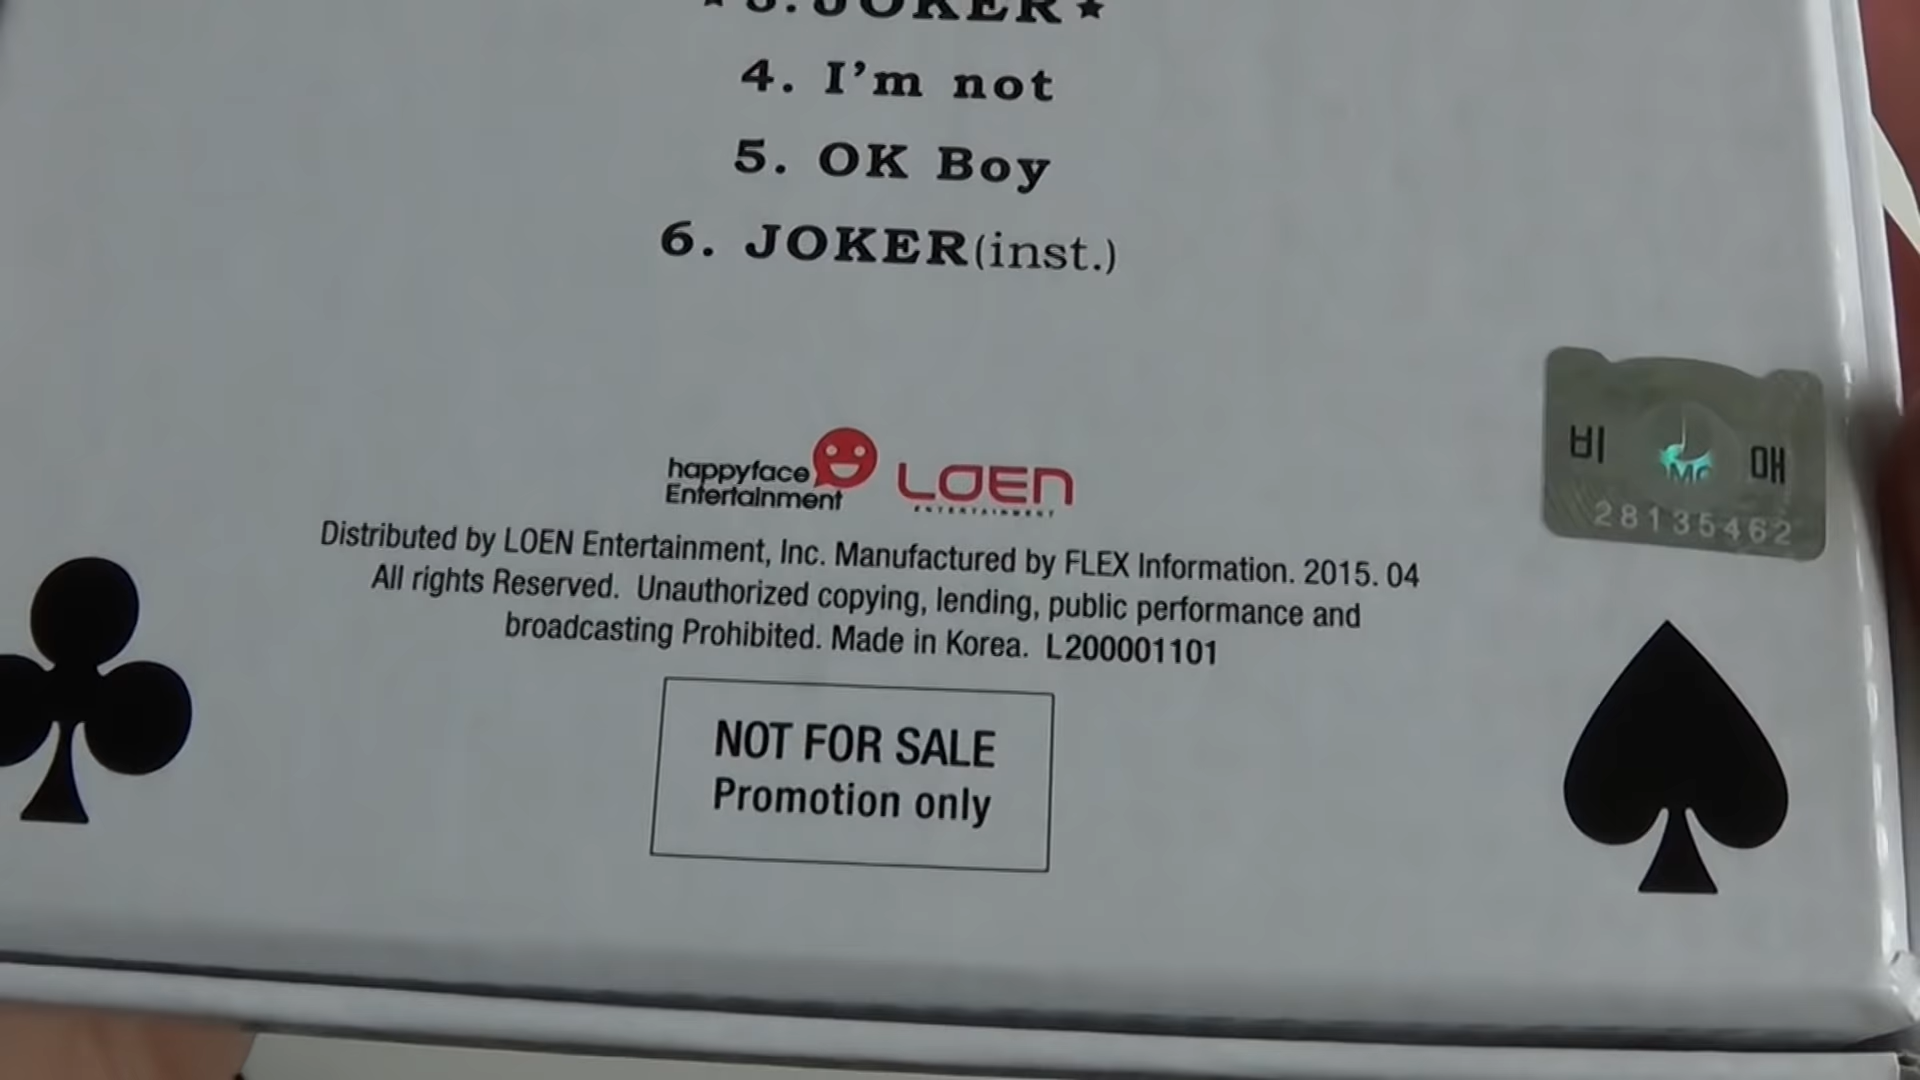 ★ 3. JOKER ★
4. I'm not
5. OK Boy
6. JOKER(inst.)
happyface
Entertainment
LOEN
ENTERTAINMENT
비 매
28135462
Distributed by LOEN Entertainment, Inc. Manufactured by FLEX Information. 2015. 04
All rights Reserved. Unauthorized copying, lending, public performance and
broadcasting Prohibited. Made in Korea. L200001101
NOT FOR SALE
Promotion only